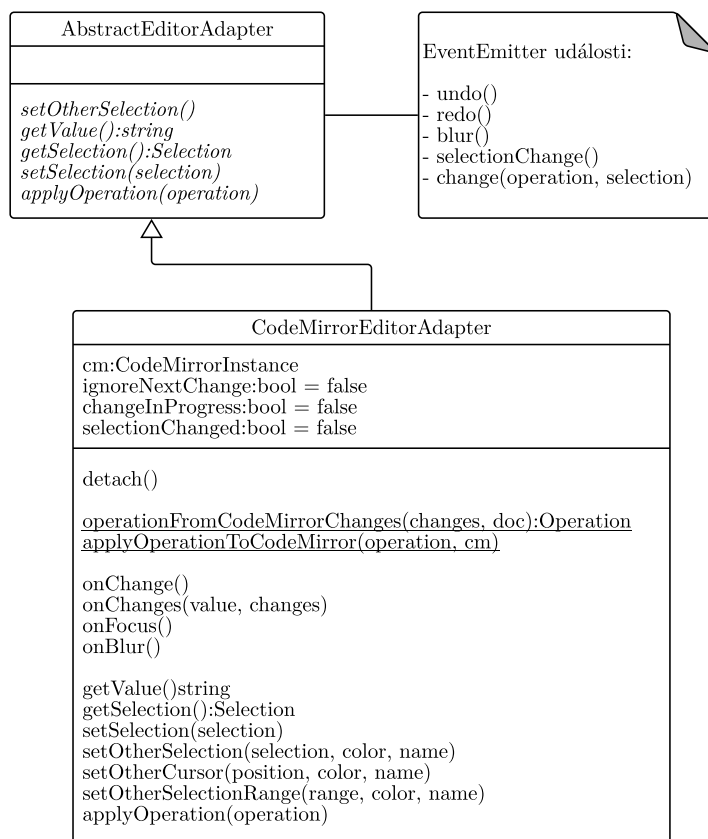 AbstractEditorAdapter
setOtherSelection()
getValue():string
getSelection():Selection
setSelection(selection)
applyOperation(operation)
EventEmitter události:
- undo()
- redo()
- blur()
- selectionChange()
- change(operation, selection)
CodeMirrorEditorAdapter
cm:CodeMirrorInstance
ignoreNextChange:bool = false
changeInProgress:bool = false
selectionChanged:bool = false
detach()
operationFromCodeMirrorChanges(changes, doc):Operation
applyOperationToCodeMirror(operation, cm)
onChange()
onChanges(value, changes)
onFocus()
onBlur()
getValue()string
getSelection():Selection
setSelection(selection)
setOtherSelection(selection, color, name)
setOtherCursor(position, color, name)
setOtherSelectionRange(range, color, name)
applyOperation(operation)